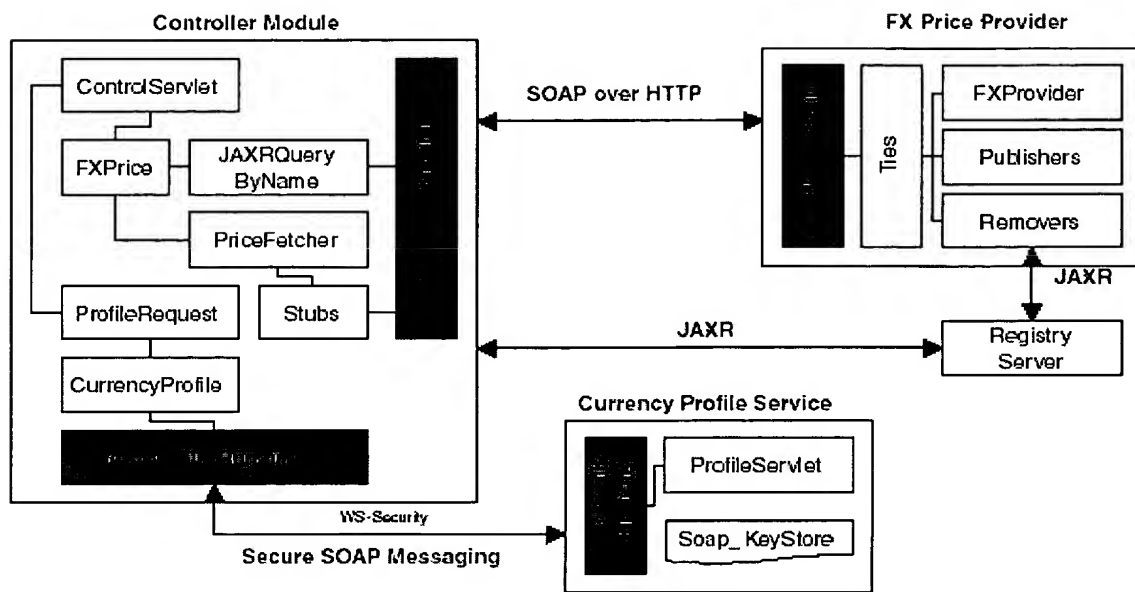 Controller Module
FX Price Provider
ControlServlet
FXPrice
JAXRQuery
ByName
PriceFetcher
ProfileRequest
Stubs
CurrencyProfile
SOAP over HTTP
Ties
FXProvider
Publishers
Removers
JAXR
JAXR
Registry
Server
Currency Profile Service
ProfileServlet
Soap_ KeyStore
WS-Security
Secure SOAP Messaging